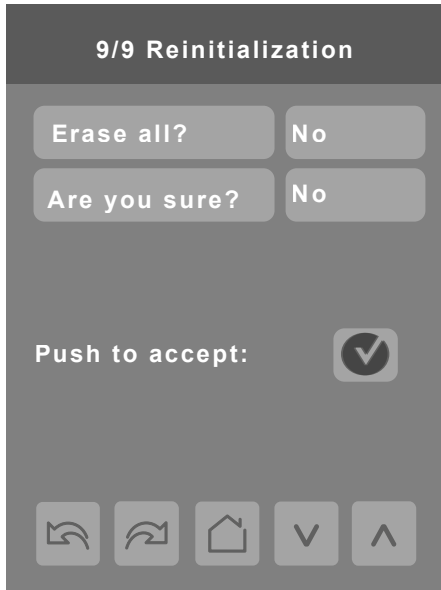 9/9 Reinitialization
Erase all? No
Are you sure? No
Push to accept: